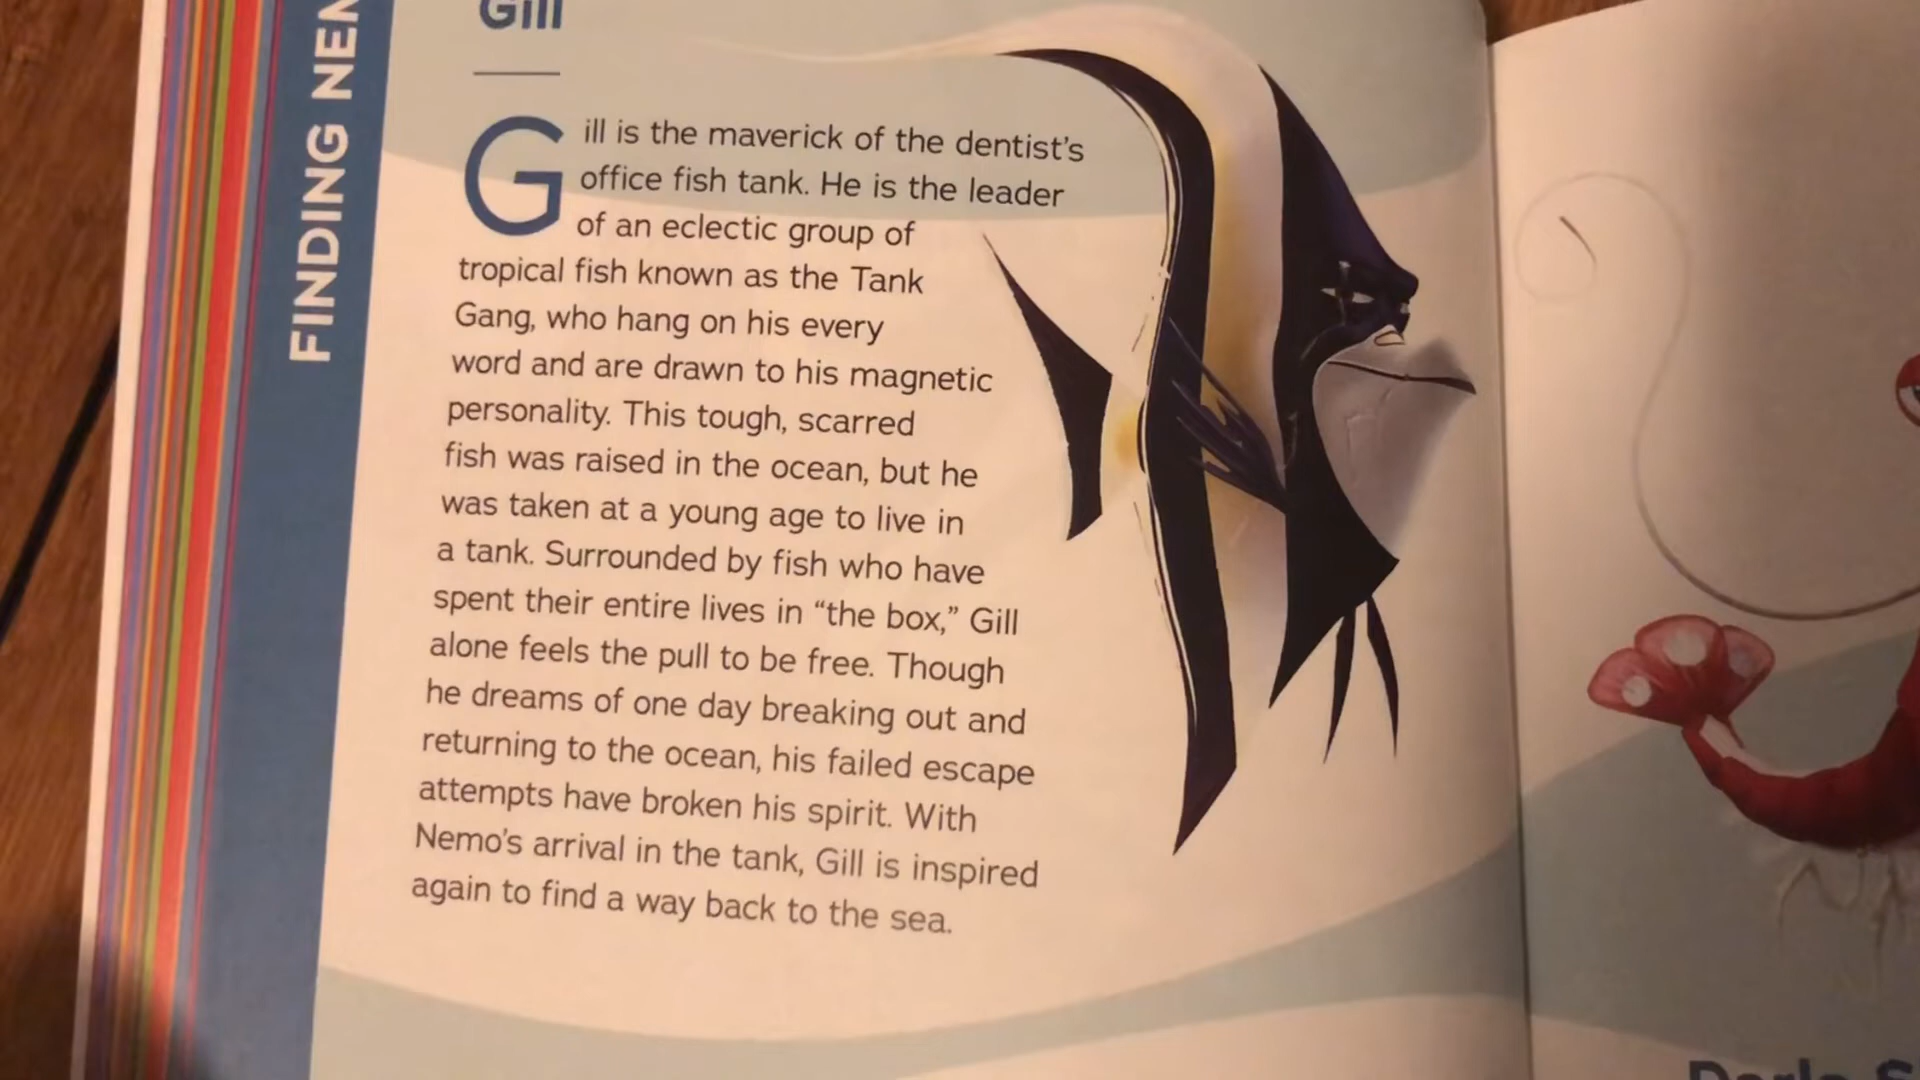 FINDING NEM
Gill
Gill is the maverick of the dentist's
office fish tank. He is the leader
of an eclectic group of
tropical fish known as the Tank
Gang, who hang on his every
word and are drawn to his magnetic
personality. This tough, scarred
fish was raised in the ocean, but he
was taken at a young age to live in
a tank. Surrounded by fish who have
spent their entire lives in “the box,” Gill
alone feels the pull to be free. Though
he dreams of one day breaking out and
returning to the ocean, his failed escape
attempts have broken his spirit. With
Nemo's arrival in the tank, Gill is inspired
again to find a way back to the sea.